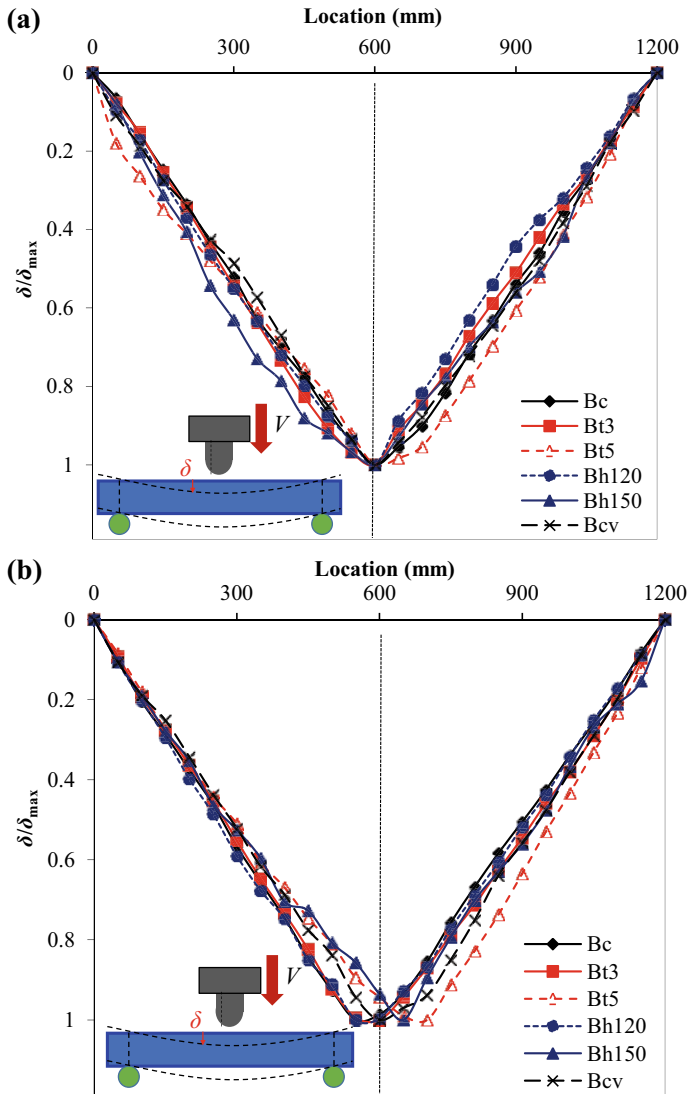 (a)
Location (mm)
0 300 600 900 1200
0
0.2
0.4
0.6
0.8
1
δ/δmax
V
δ
Bc
Bt3
Bt5
Bh120
Bh150
Bcv
(b)
Location (mm)
0 300 600 900 1200
0
0.2
0.4
0.6
0.8
1
δ/δmax
V
δ
Bc
Bt3
Bt5
Bh120
Bh150
Bcv